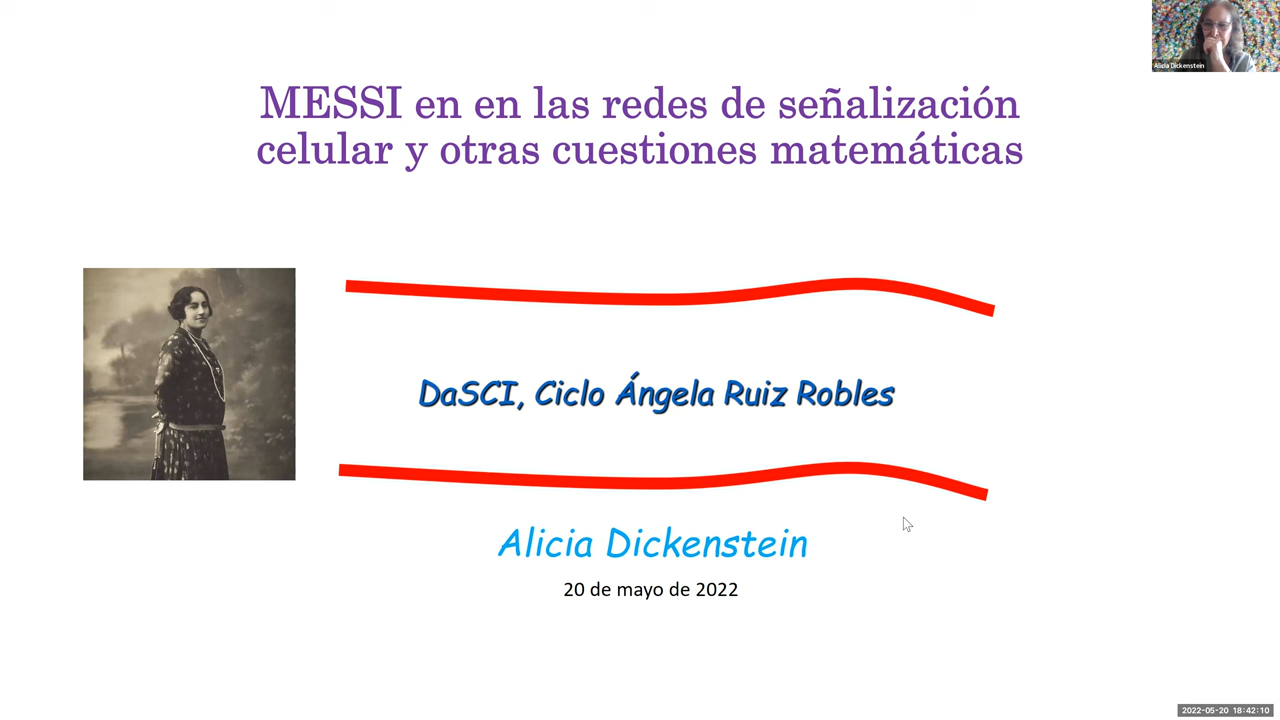 Alicia Dickenstein
MESSI en en las redes de señalización
celular y otras cuestiones matemáticas
DaSCI, Ciclo Ángela Ruiz Robles
Alicia Dickenstein
20 de mayo de 2022
2022-05-20 18:42:10